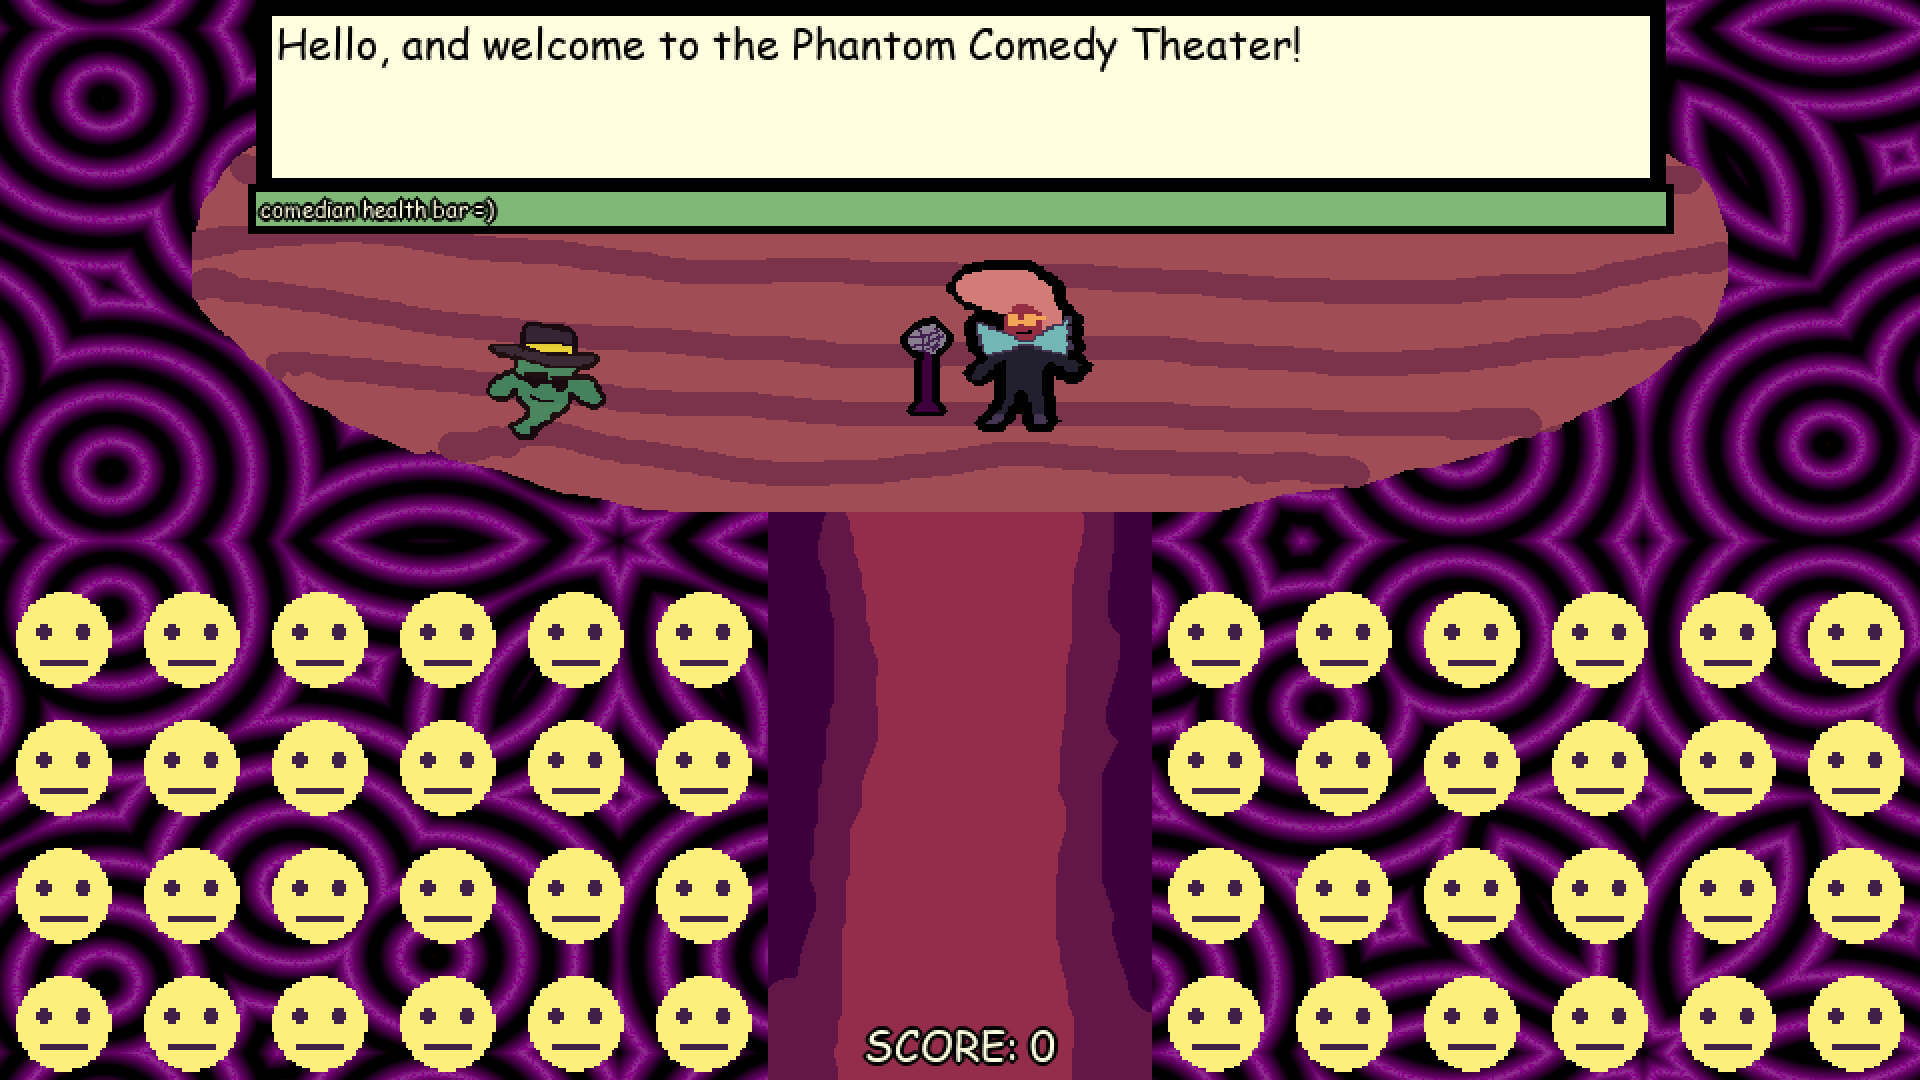 Hello, and welcome to the Phantom Comedy Theater!
comedian health bar =)
SCORE: 0